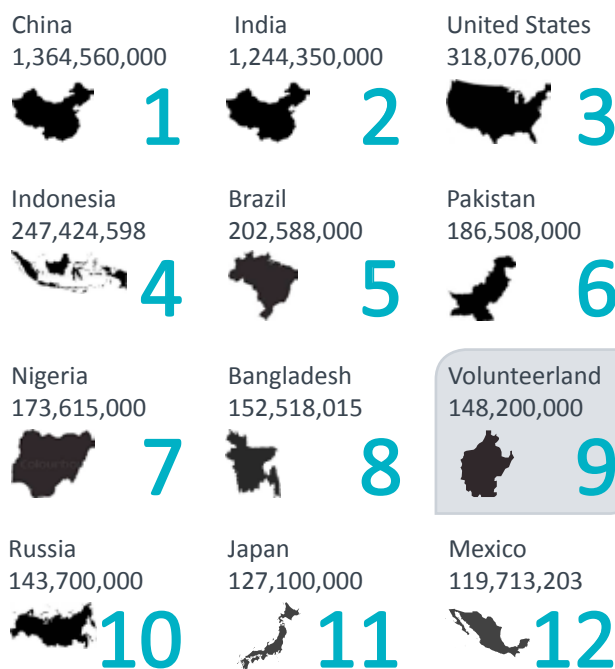 China
1,364,560,000
1
India
1,244,350,000
2
United States
318,076,000
3
Indonesia
247,424,598
4
Brazil
202,588,000
5
Pakistan
186,508,000
6
Nigeria
173,615,000
7
Bangladesh
152,518,015
8
Volunteerland
148,200,000
9
Russia
143,700,000
10
Japan
127,100,000
11
Mexico
119,713,203
12